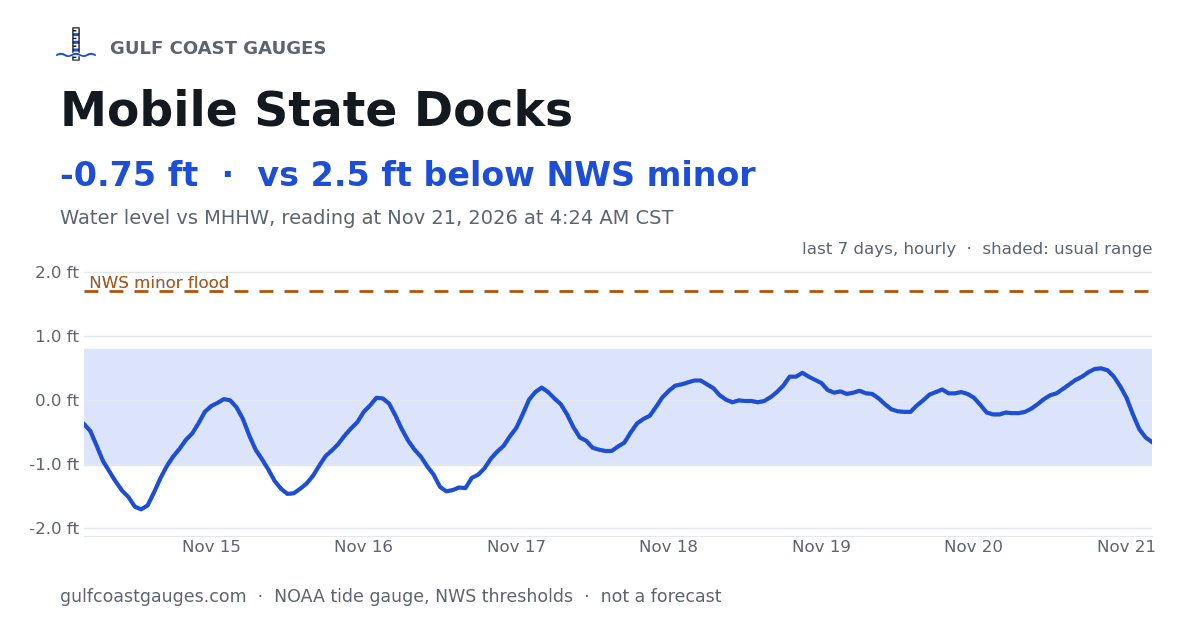 GULF COAST GAUGES
Mobile State Docks
-0.75 ft · vs 2.5 ft below NWS minor
Water level vs MHHW, reading at Nov 21, 2026 at 4:24 AM CST
last 7 days, hourly · shaded: usual range
2.0 ft
NWS minor flood
1.0 ft
0.0 ft
-1.0 ft
-2.0 ft
Nov 15 Nov 16 Nov 17 Nov 18 Nov 19 Nov 20 Nov 21
gulfcoastgauges.com · NOAA tide gauge, NWS thresholds · not a forecast